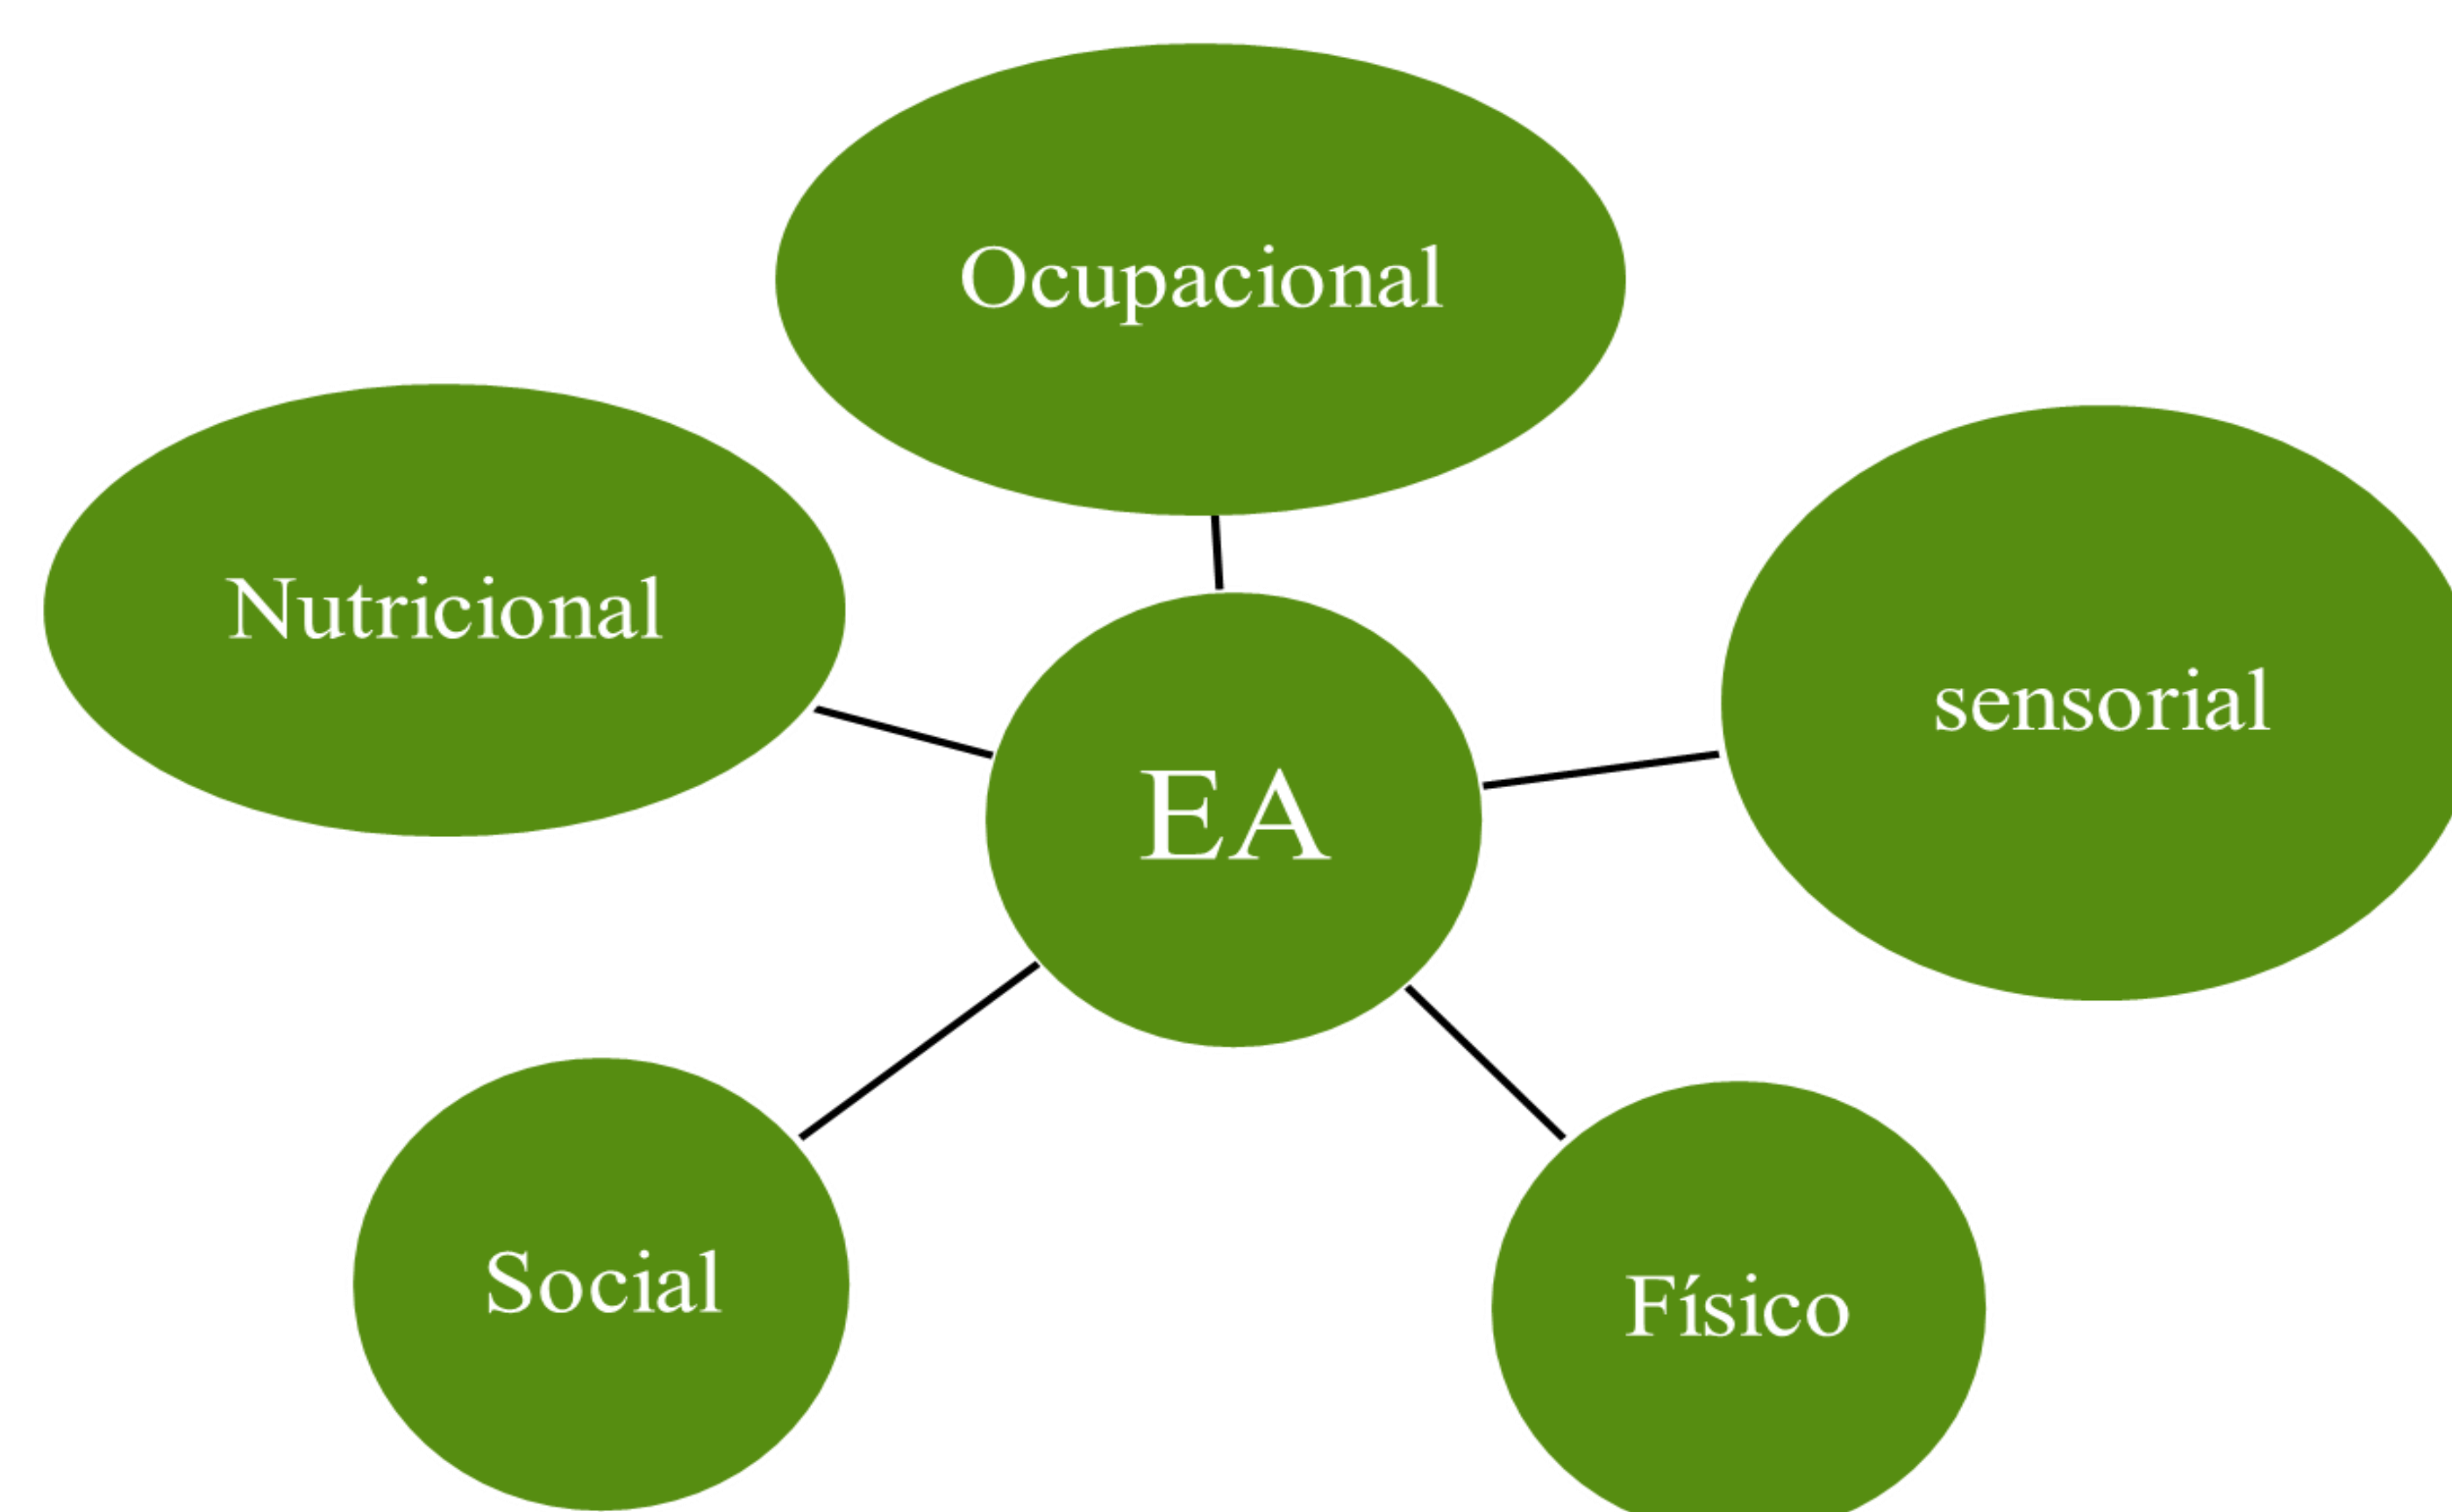 Ocupacional
Nutricional
sensorial
EA
Social
Físico